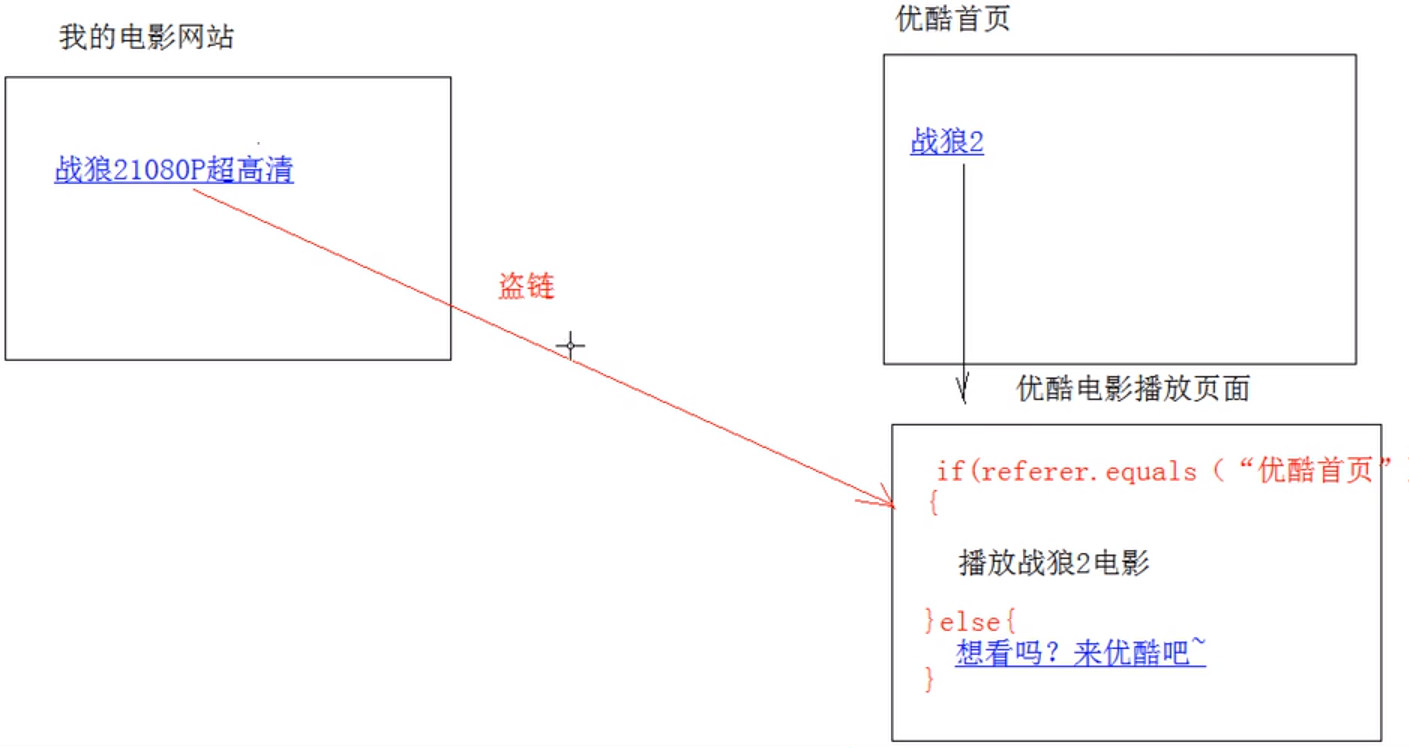 我的电影网站
战狼21080P超高清
盗链
优酷首页
战狼2
优酷电影播放页面
if(referer.equals（“优酷首页”）
{
播放战狼2电影
}else{
想看吗？来优酷吧~
}